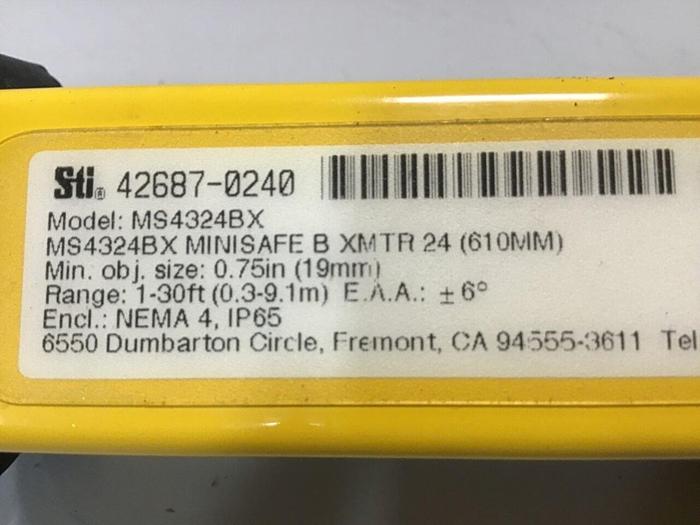 Sti® 42687-0240
Model: MS4324BX
MS4324BX MINISAFE B XMTR 24 (610MM)
Min. obj. size: 0.75in (19mm)
Range: 1-30ft (0.3-9.1m) E.A.A.: ±6°
Encl.: NEMA 4, IP65
6550 Dumbarton Circle, Fremont, CA 94555-3611 Tel